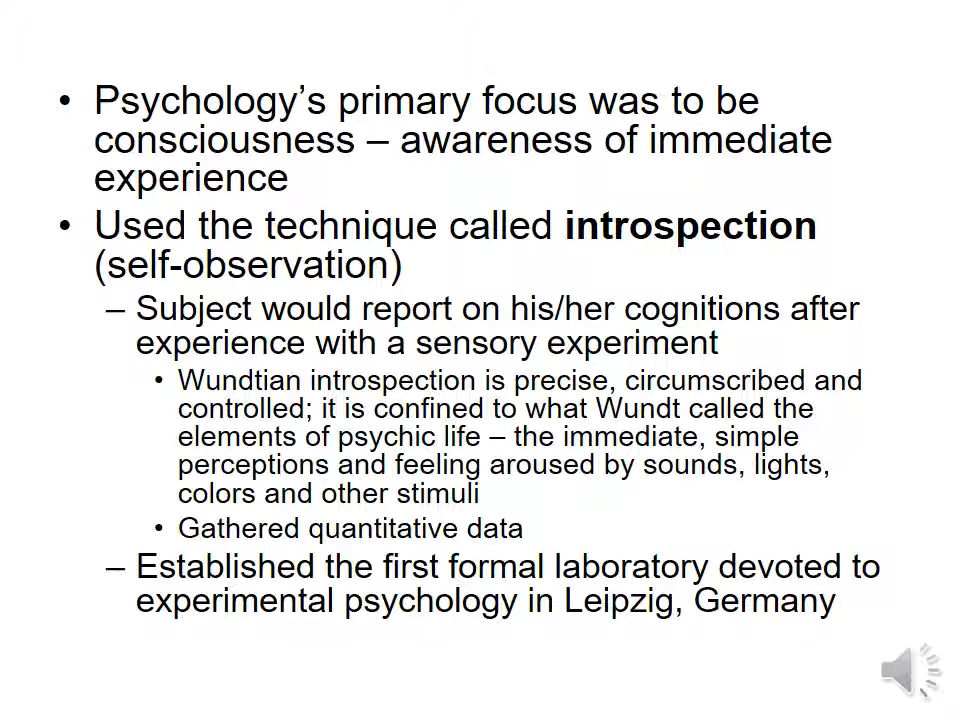 • Psychology’s primary focus was to be
consciousness – awareness of immediate
experience
• Used the technique called introspection
(self-observation)
– Subject would report on his/her cognitions after
experience with a sensory experiment
• Wundtian introspection is precise, circumscribed and
controlled; it is confined to what Wundt called the
elements of psychic life – the immediate, simple
perceptions and feeling aroused by sounds, lights,
colors and other stimuli
• Gathered quantitative data
– Established the first formal laboratory devoted to
experimental psychology in Leipzig, Germany